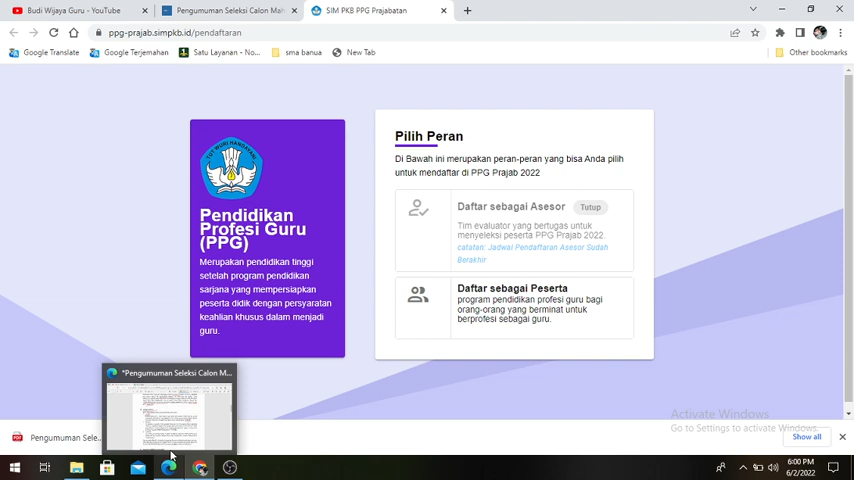 Budi Wijaya Guru - YouTube
Pengumuman Seleksi Calon Mah
SIM PKB PPG Prajabatan
ppg-prajab.simpkb.id/pendaftaran
Google Translate
Google Terjemahan
Satu Layanan - No...
sma banua
New Tab
Other bookmarks
TUT WURI HANDAYANI
Pendidikan
Profesi Guru
(PPG)
Merupakan pendidikan tinggi
setelah program pendidikan
sarjana yang mempersiapkan
peserta didik dengan persyaratan
keahlian khusus dalam menjadi
guru.
Pilih Peran
Di Bawah ini merupakan peran-peran yang bisa Anda pilih
untuk mendaftar di PPG Prajab 2022
Daftar sebagai Asesor Tutup
Tim evaluator yang bertugas untuk
menyeleksi peserta PPG Prajab 2022.
catatan: Jadwal Pendaftaran Asesor Sudah
Berakhir
Daftar sebagai Peserta
program pendidikan profesi guru bagi
orang-orang yang berminat untuk
berprofesi sebagai guru.
*Pengumuman Seleksi Calon M...
Activate Windows
Go to Settings to activate Windows.
PDF
Pengumuman Sele...
Show all
6:00 PM
6/2/2022